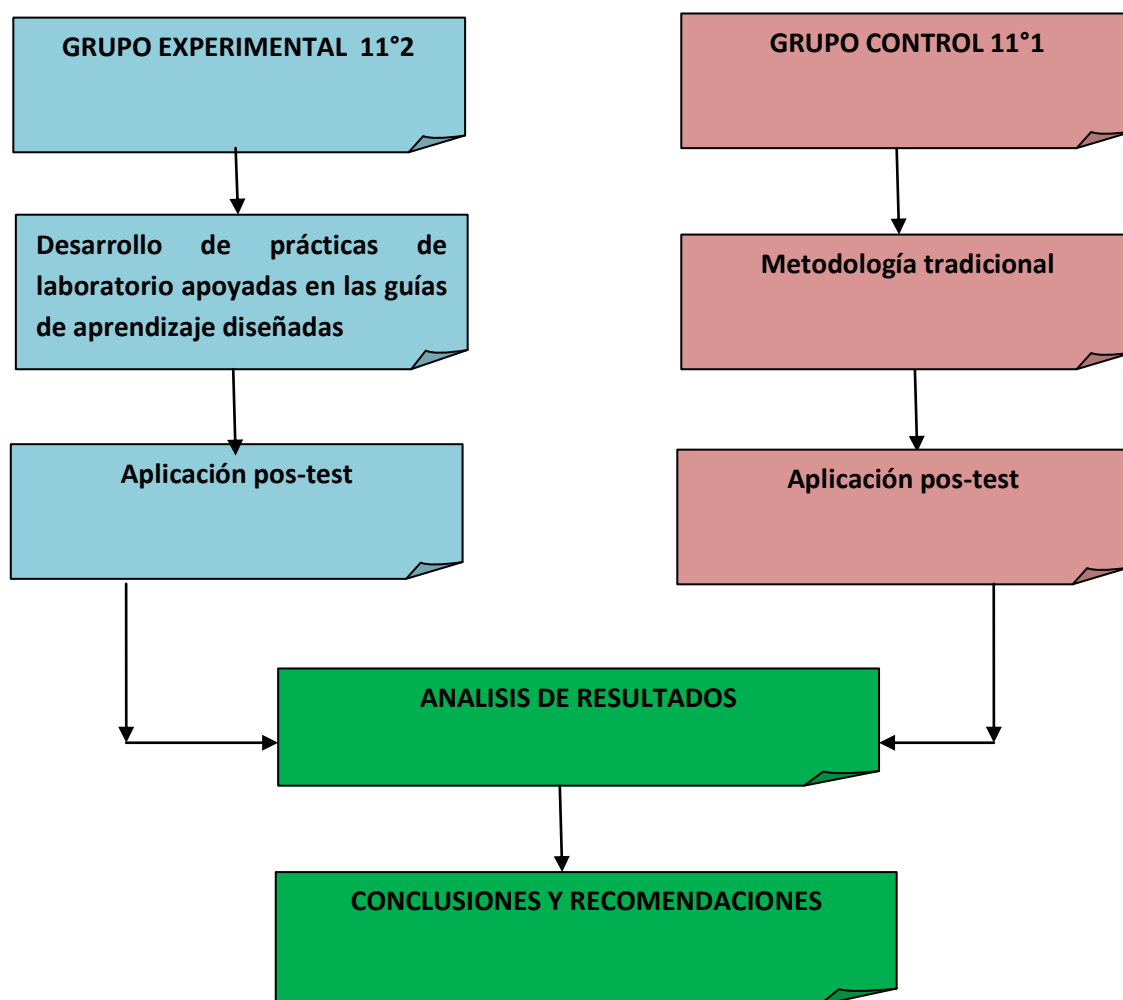 GRUPO EXPERIMENTAL 11°2
GRUPO CONTROL 11°1
Desarrollo de prácticas de
laboratorio apoyadas en las guías
de aprendizaje diseñadas
Metodología tradicional
Aplicación pos-test
Aplicación pos-test
ANALISIS DE RESULTADOS
CONCLUSIONES Y RECOMENDACIONES